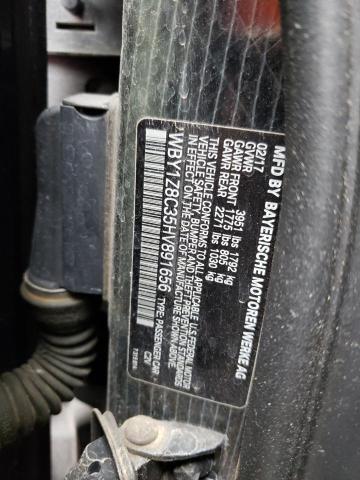 MFD BY BAYERISCHE MOTOREN WERKE AG
02/17
GVWR 3951 lb 1792 kg
GAWR FRONT 1775 lbs 805 kg
GAWR REAR 2271 lbs 1030 kg
THIS VEHICLE CONFORMS TO ALL APPLICABLE U.S. FEDERAL MOTOR
VEHICLE SAFETY, BUMPER AND THEFT PREVENTION STANDARDS
IN EFFECT ON THE DATE OF MANUFACTURE SHOWN ABOVE.
WBY1Z8C35HV891656 TYPE: PASSENGER CAR